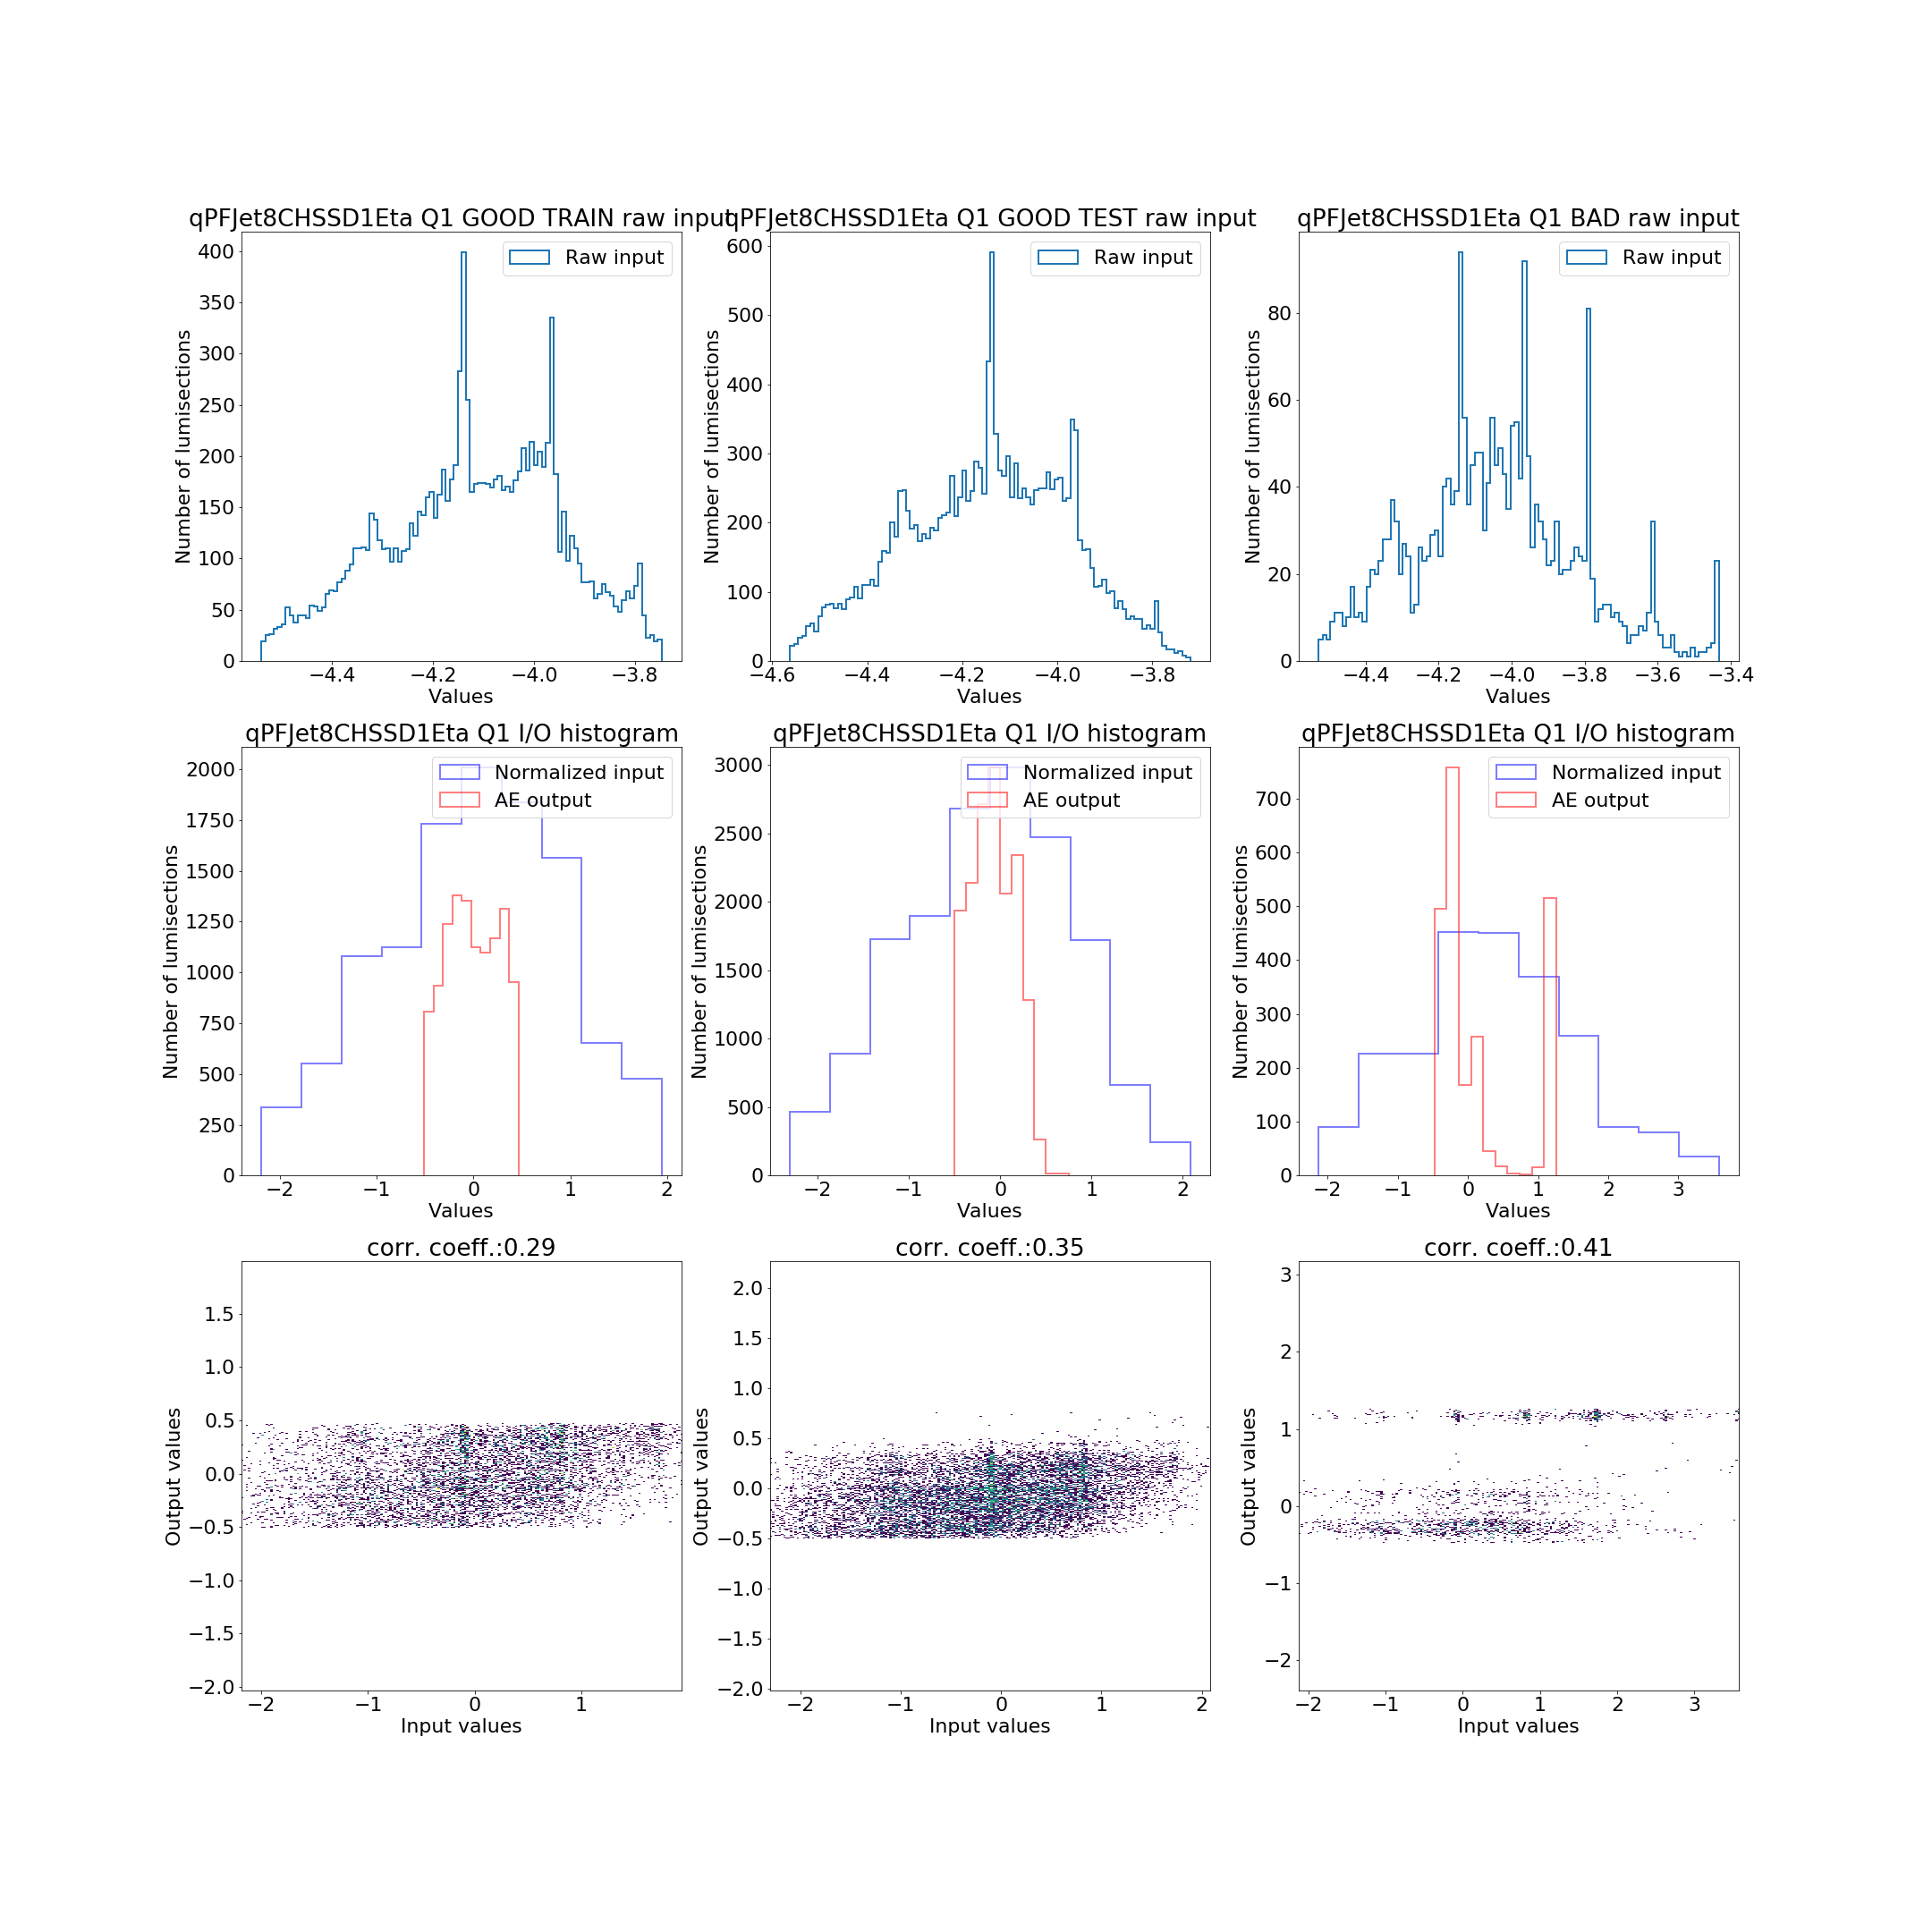 qPFJet8CHSSD1Eta Q1 GOOD TRAIN raw input
Raw input
400
350
300
250
200
150
100
50
0
Number of lumisections
−4.4 −4.2 −4.0 −3.8
Values
qPFJet8CHSSD1Eta Q1 GOOD TEST raw input
Raw input
600
500
400
300
200
100
0
Number of lumisections
−4.6 −4.4 −4.2 −4.0 −3.8
Values
qPFJet8CHSSD1Eta Q1 BAD raw input
Raw input
80
60
40
20
0
Number of lumisections
−4.4 −4.2 −4.0 −3.8 −3.6 −3.4
Values
qPFJet8CHSSD1Eta Q1 I/O histogram
Normalized input
AE output
2000
1750
1500
1250
1000
750
500
250
0
Number of lumisections
−2 −1 0 1 2
Values
qPFJet8CHSSD1Eta Q1 I/O histogram
Normalized input
AE output
3000
2500
2000
1500
1000
500
0
Number of lumisections
−2 −1 0 1 2
Values
qPFJet8CHSSD1Eta Q1 I/O histogram
Normalized input
AE output
700
600
500
400
300
200
100
0
Number of lumisections
−2 −1 0 1 2 3
Values
corr. coeff.:0.29
1.5
1.0
0.5
0.0
−0.5
−1.0
−1.5
−2.0
Output values
−2 −1 0 1
Input values
corr. coeff.:0.35
2.0
1.5
1.0
0.5
0.0
−0.5
−1.0
−1.5
−2.0
Output values
−2 −1 0 1 2
Input values
corr. coeff.:0.41
3
2
1
0
−1
−2
Output values
−2 −1 0 1 2 3
Input values